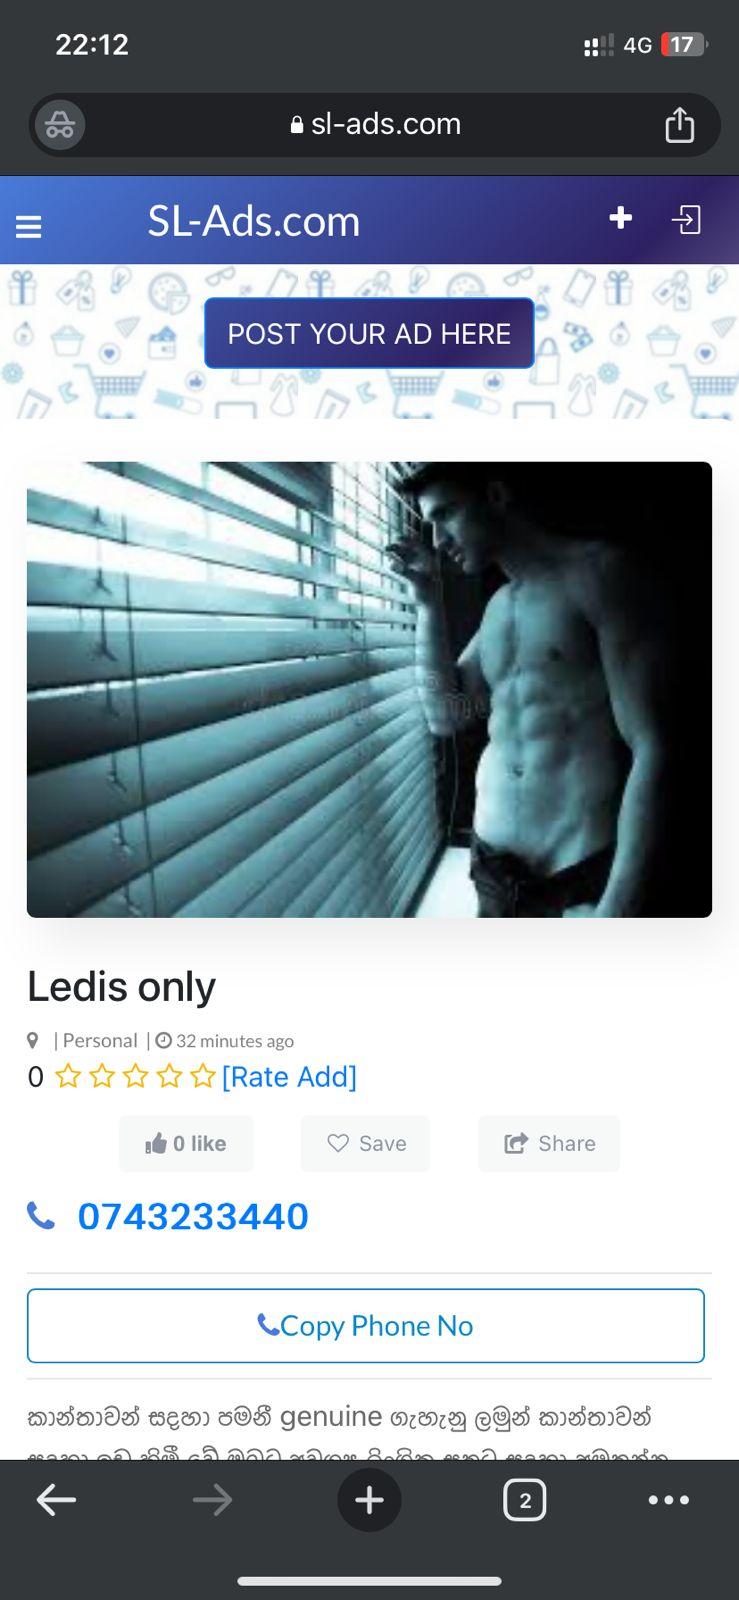 22:12
4G 17
sl-ads.com
SL-Ads.com
POST YOUR AD HERE
Ledis only
| Personal | 32 minutes ago
0 [Rate Add]
0 like Save Share
0743233440
Copy Phone No
කාන්තාවන් සදහා පමනී genuine ගැහැනු ලමුන් කාන්තාවන්
2